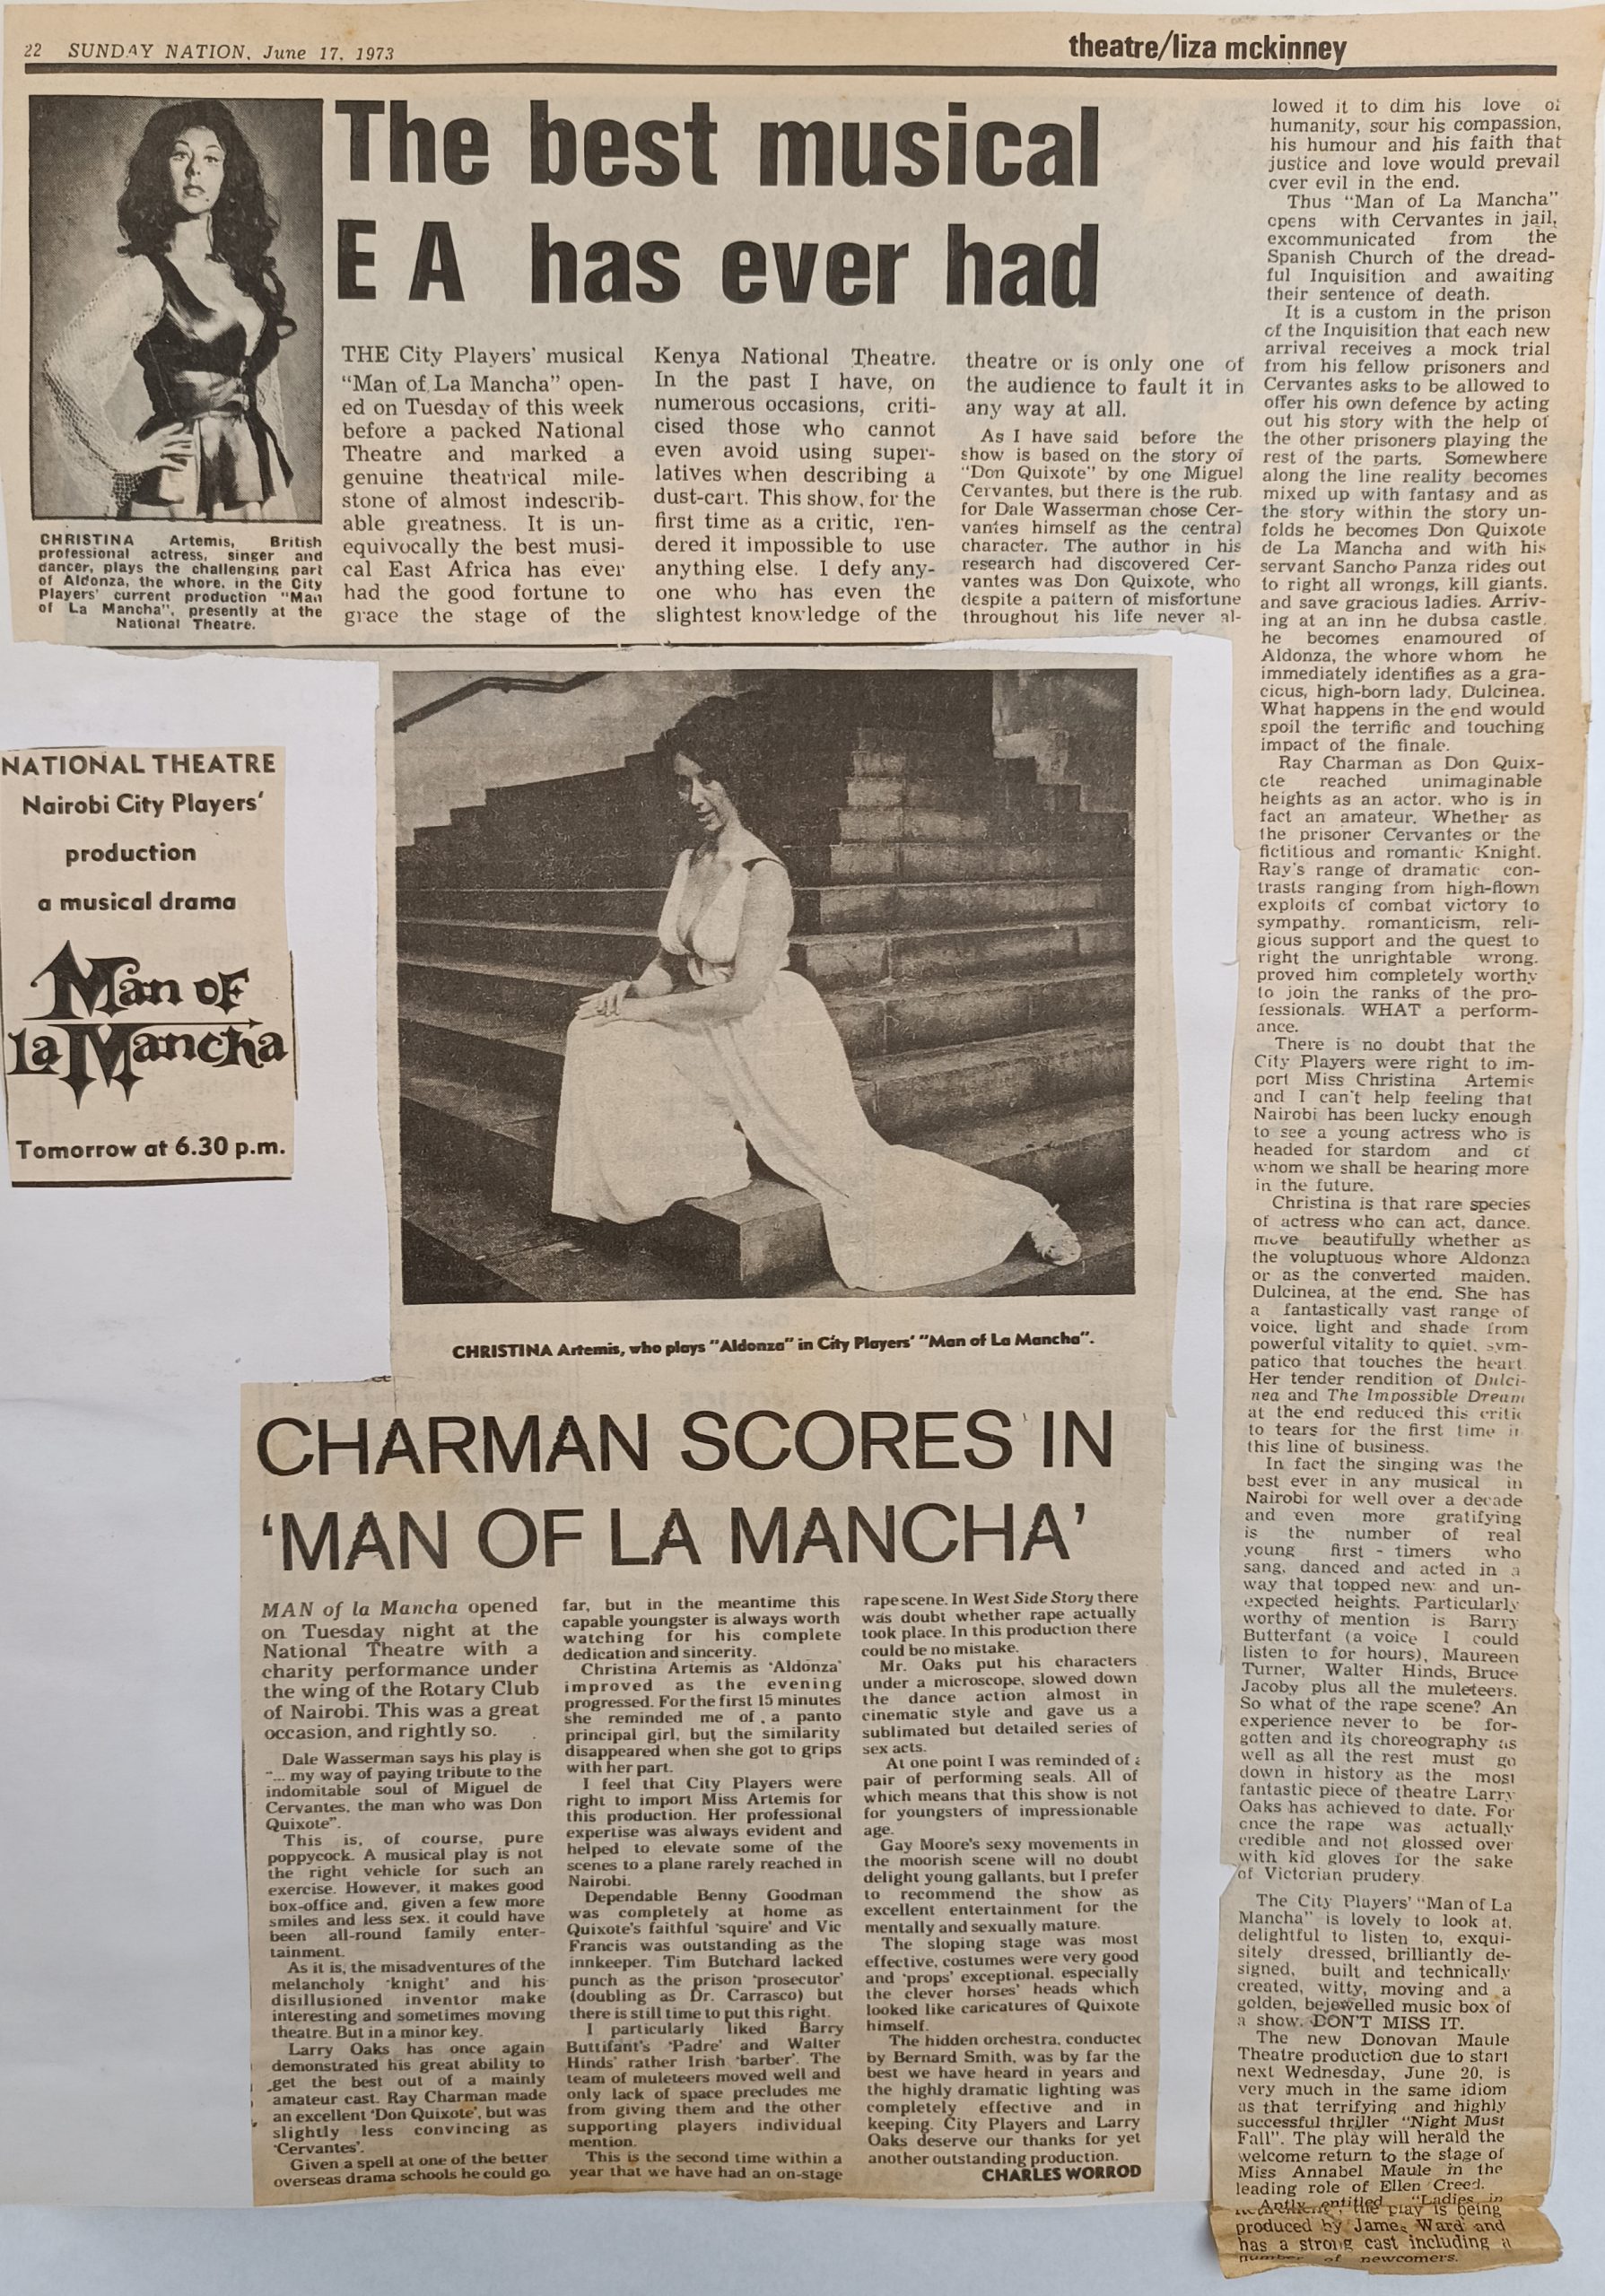 22 SUNDAY NATION, June 17, 1973
theatre/liza mckinney
The best musical
E A has ever had
CHRISTINA Artemis, British
professional actress, singer and
dancer, plays the challenging part
of Aldonza, the whore, in the City
Players' current production "Man
of La Mancha", presently at the
National Theatre.
THE City Players' musical
"Man of La Mancha" open-
ed on Tuesday of this week
before a packed National
Theatre and marked a
genuine theatrical mile-
stone of almost indescrib-
able greatness. It is un-
equivocally the best musi-
cal East Africa has ever
had the good fortune to
grace the stage of the
Kenya National Theatre.
In the past I have, on
numerous occasions, criti-
cised those who cannot
even avoid using super-
latives when describing a
dust-cart. This show, for the
first time as a critic, ren-
dered it impossible to use
anything else. I defy any-
one who has even the
slightest knowledge of the
theatre or is only one of
the audience to fault it in
any way at all.
As I have said before the
show is based on the story of
"Don Quixote" by one Miguel
Cervantes, but there is the rub.
for Dale Wasserman chose Cer-
vantes himself as the central
character. The author in his
research had discovered Cer-
vantes was Don Quixote, who
despite a pattern of misfortune
throughout his life never al-
lowed it to dim his love of
humanity, sour his compassion,
his humour and his faith that
justice and love would prevail
over evil in the end.
Thus "Man of La Mancha"
opens with Cervantes in jail,
excommunicated from the
Spanish Church of the dread-
ful Inquisition and awaiting
their sentence of death.
It is a custom in the prison
of the Inquisition that each new
arrival receives a mock trial
from his fellow prisoners and
Cervantes asks to be allowed to
offer his own defence by acting
out his story with the help of
the other prisoners playing the
rest of the parts. Somewhere
along the line reality becomes
mixed up with fantasy and as
the story within the story un-
folds he becomes Don Quixote
de La Mancha and with his
servant Sancho Panza rides out
to right all wrongs, kill giants.
and save gracious ladies. Arriv-
ing at an inn he dubsa castle,
he becomes enamoured of
Aldonza, the whore whom he
immediately identifies as a gra-
cious, high-born lady, Dulcinea.
What happens in the end would
spoil the terrific and touching
impact of the finale.
Ray Charman as Don Quix-
ote reached unimaginable
heights as an actor. who is in
fact an amateur. Whether as
the prisoner Cervantes or the
fictitious and romantic Knight.
Ray's range of dramatic con-
trasts ranging from high-flown
exploits of combat victory to
sympathy. romanticism, reli-
gious support and the quest to
right the unrightable wrong.
proved him completely worthy
to join the ranks of the pro-
fessionals. WHAT a perform-
ance.
There is no doubt that the
City Players were right to im-
port Miss Christina Artemis
and I can't help feeling that
Nairobi has been lucky enough
to see a young actress who is
headed for stardom and of
whom we shall be hearing more
in the future.
Christina is that rare species
of actress who can act, dance.
move beautifully whether as
the voluptuous whore Aldonza
or as the converted maiden.
Dulcinea, at the end. She has
a fantastically vast range of
voice, light and shade from
powerful vitality to quiet, sym-
patico that touches the heart
Her tender rendition of Dulci-
nea and The Impossible Dream
at the end reduced this critic
to tears for the first time in
this line of business.
In fact the singing was the
best ever in any musical in
Nairobi for well over a decade
and even more gratifying
is the number of real
young first - timers who
sang, danced and acted in a
way that topped new and un-
expected heights. Particularly
worthy of mention is Barry
Butterfant (a voice I could
listen to for hours), Maureen
Turner, Walter Hinds, Bruce
Jacoby plus all the muleteers.
So what of the rape scene? An
experience never to be for-
gotten and its choreography as
well as all the rest must go
down in history as the most
fantastic piece of theatre Larry
Oaks has achieved to date. For
once the rape was actually
credible and not glossed over
with kid gloves for the sake
of Victorian prudery.
The City Players' "Man of La
Mancha" is lovely to look at,
delightful to listen to, exqui-
sitely dressed, brilliantly de-
signed, built and technically
created, witty, moving and a
golden, bejewelled music box of
a show. DON'T MISS IT.
The new Donovan Maule
Theatre production due to start
next Wednesday, June 20, is
very much in the same idiom
as that terrifying and highly
successful thriller "Night Must
Fall". The play will herald the
welcome return to the stage of
Miss Annabel Maule in the
leading role of Ellen Creed.
Aptly entitled "Ladies in
the play is being
produced by James Ward and
has a strong cast including a
number of newcomers.
NATIONAL THEATRE
Nairobi City Players'
production
a musical drama
Man of
la Mancha
Tomorrow at 6.30 p.m.
CHRISTINA Artemis, who plays "Aldonza" in City Players' "Man of La Mancha".
CHARMAN SCORES IN
'MAN OF LA MANCHA'
MAN of la Mancha opened
on Tuesday night at the
National Theatre with a
charity performance under
the wing of the Rotary Club
of Nairobi. This was a great
occasion, and rightly so.
Dale Wasserman says his play is
"... my way of paying tribute to the
indomitable soul of Miguel de
Cervantes, the man who was Don
Quixote".
This is, of course, pure
poppycock. A musical play is not
the right vehicle for such an
exercise. However, it makes good
box-office and, given a few more
smiles and less sex, it could have
been all-round family enter-
tainment.
As it is, the misadventures of the
melancholy 'knight' and his
disillusioned inventor make
interesting and sometimes moving
theatre. But in a minor key.
Larry Oaks has once again
demonstrated his great ability to
get the best out of a mainly
amateur cast. Ray Charman made
an excellent 'Don Quixote', but was
slightly less convincing as
'Cervantes'.
Given a spell at one of the better
overseas drama schools he could go
far, but in the meantime this
capable youngster is always worth
watching for his complete
dedication and sincerity.
Christina Artemis as 'Aldonza'
improved as the evening
progressed. For the first 15 minutes
she reminded me of a panto
principal girl, but the similarity
disappeared when she got to grips
with her part.
I feel that City Players were
right to import Miss Artemis for
this production. Her professional
expertise was always evident and
helped to elevate some of the
scenes to a plane rarely reached in
Nairobi.
Dependable Benny Goodman
was completely at home as
Quixote's faithful 'squire' and Vic
Francis was outstanding as the
innkeeper. Tim Butchard lacked
punch as the prison 'prosecutor'
(doubling as Dr. Carrasco) but
there is still time to put this right.
I particularly liked Barry
Buttifant's 'Padre' and Walter
Hinds' rather Irish 'barber'. The
team of muleteers moved well and
only lack of space precludes me
from giving them and the other
supporting players individual
mention.
This is the second time within a
year that we have had an on-stage
rape scene. In West Side Story there
was doubt whether rape actually
took place. In this production there
could be no mistake.
Mr. Oaks put his characters
under a microscope, slowed down
the dance action almost in
cinematic style and gave us a
sublimated but detailed series of
sex acts.
At one point I was reminded of a
pair of performing seals. All of
which means that this show is not
for youngsters of impressionable
age.
Gay Moore's sexy movements in
the moorish scene will no doubt
delight young gallants, but I prefer
to recommend the show as
excellent entertainment for the
mentally and sexually mature.
The sloping stage was most
effective, costumes were very good
and 'props' exceptional, especially
the clever horses' heads which
looked like caricatures of Quixote
himself.
The hidden orchestra, conducted
by Bernard Smith, was by far the
best we have heard in years and
the highly dramatic lighting was
completely effective and in
keeping. City Players and Larry
Oaks deserve our thanks for yet
another outstanding production.
CHARLES WORROD